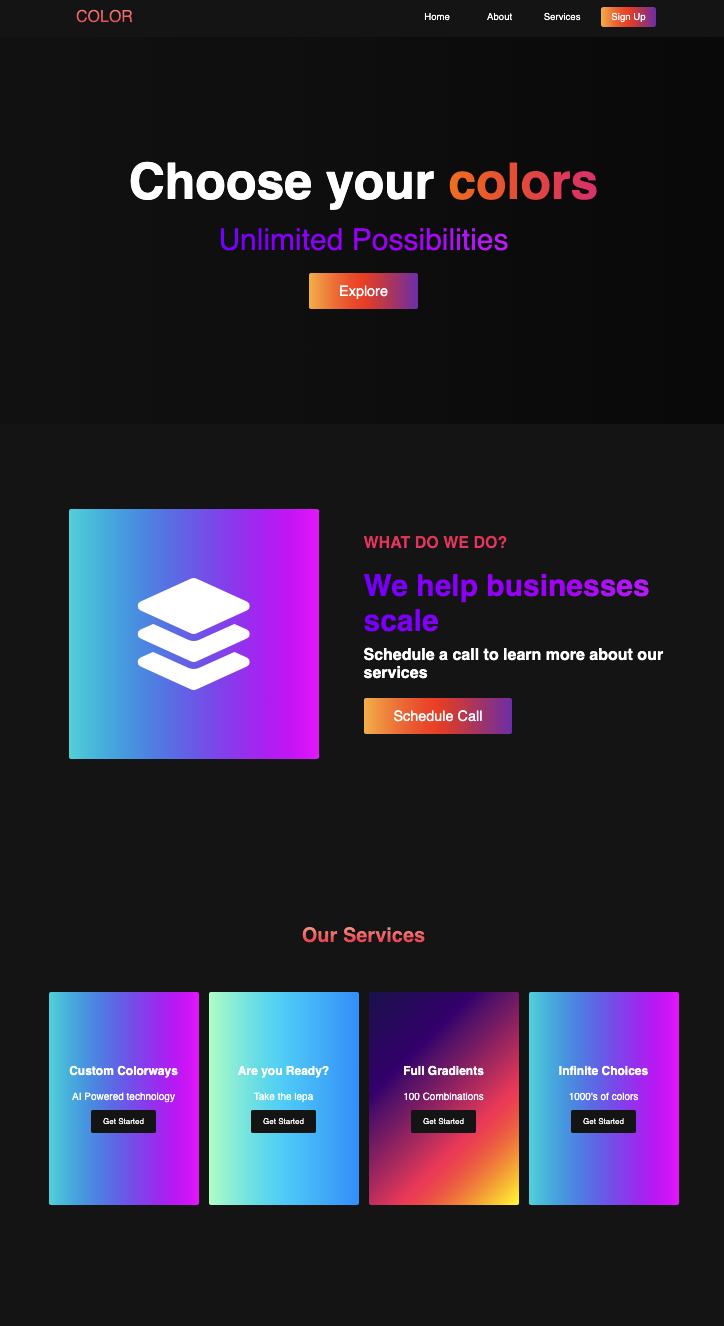 COLOR
Home About Services Sign Up
Choose your colors
Unlimited Possibilities
Explore
WHAT DO WE DO?
We help businesses
scale
Schedule a call to learn more about our
services
Schedule Call
Our Services
Custom Colorways
AI Powered technology
Get Started
Are you Ready?
Take the lepa
Get Started
Full Gradients
100 Combinations
Get Started
Infinite Choices
1000's of colors
Get Started